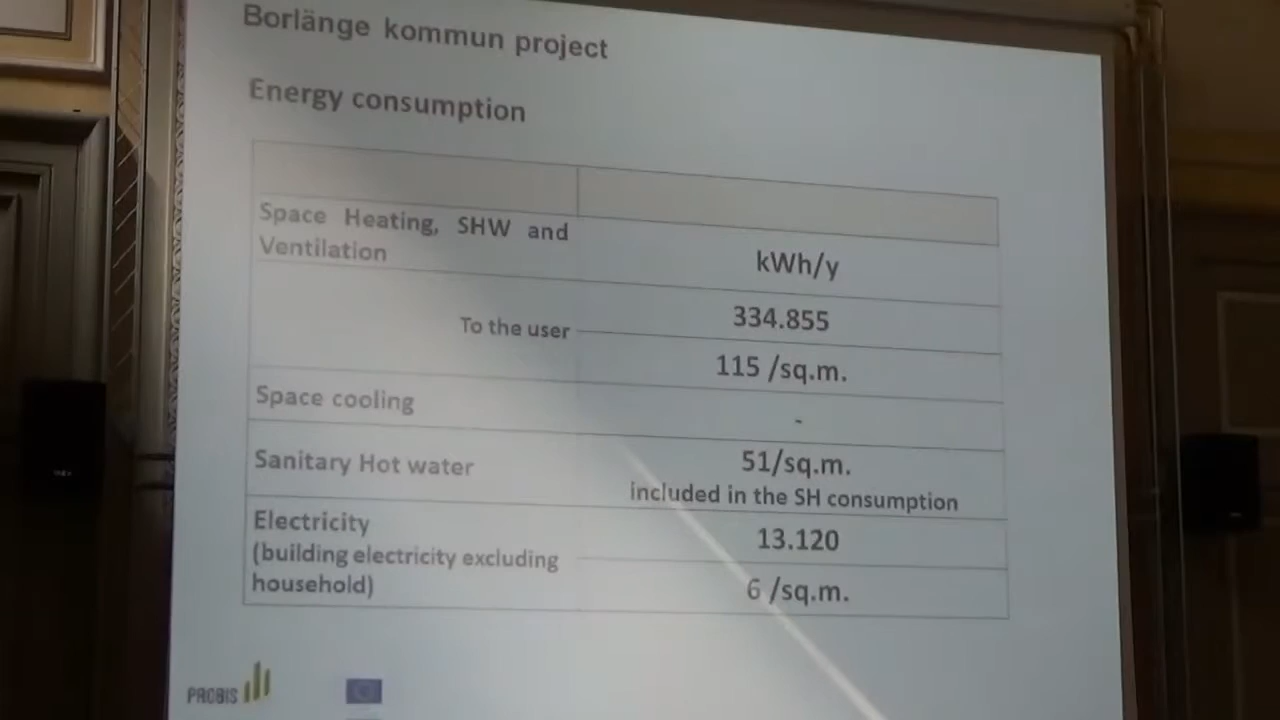 Borlänge kommun project
Energy consumption
Space Heating, SHW and
Ventilation
kWh/y
To the user
334.855
115 /sq.m.
Space cooling
-
Sanitary Hot water
51/sq.m.
included in the SH consumption
Electricity
(building electricity excluding
household)
13.120
6 /sq.m.
PROBIS